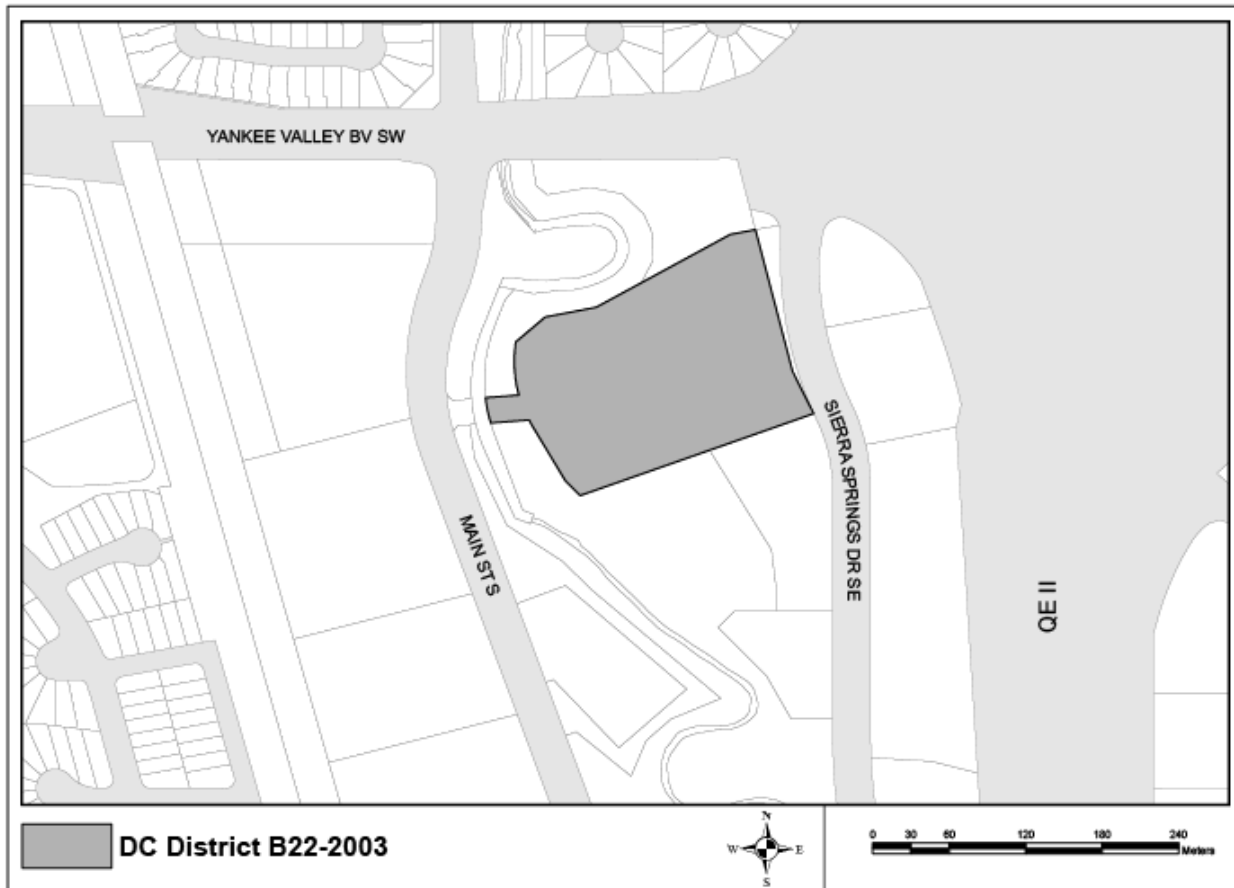 YANKEE VALLEY BV SW
SIERRA SPRINGS DR SE
MAIN ST S
QE II
DC District B22-2003
N
W E
S
0 30 60 120 180 240
Meters